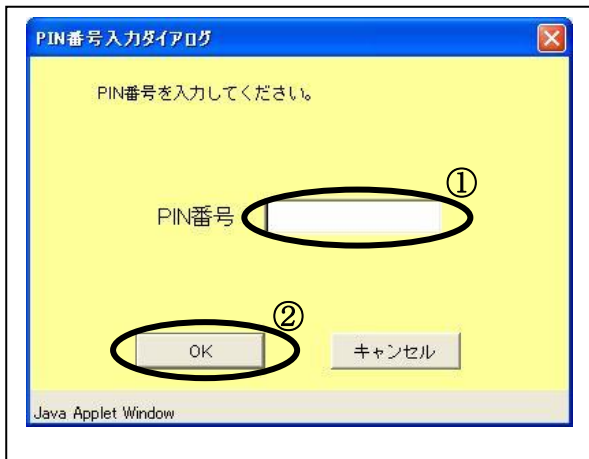 PIN番号入力ダイアログ
PIN番号を入力してください。
①
PIN番号
②
OK キャンセル
Java Applet Window